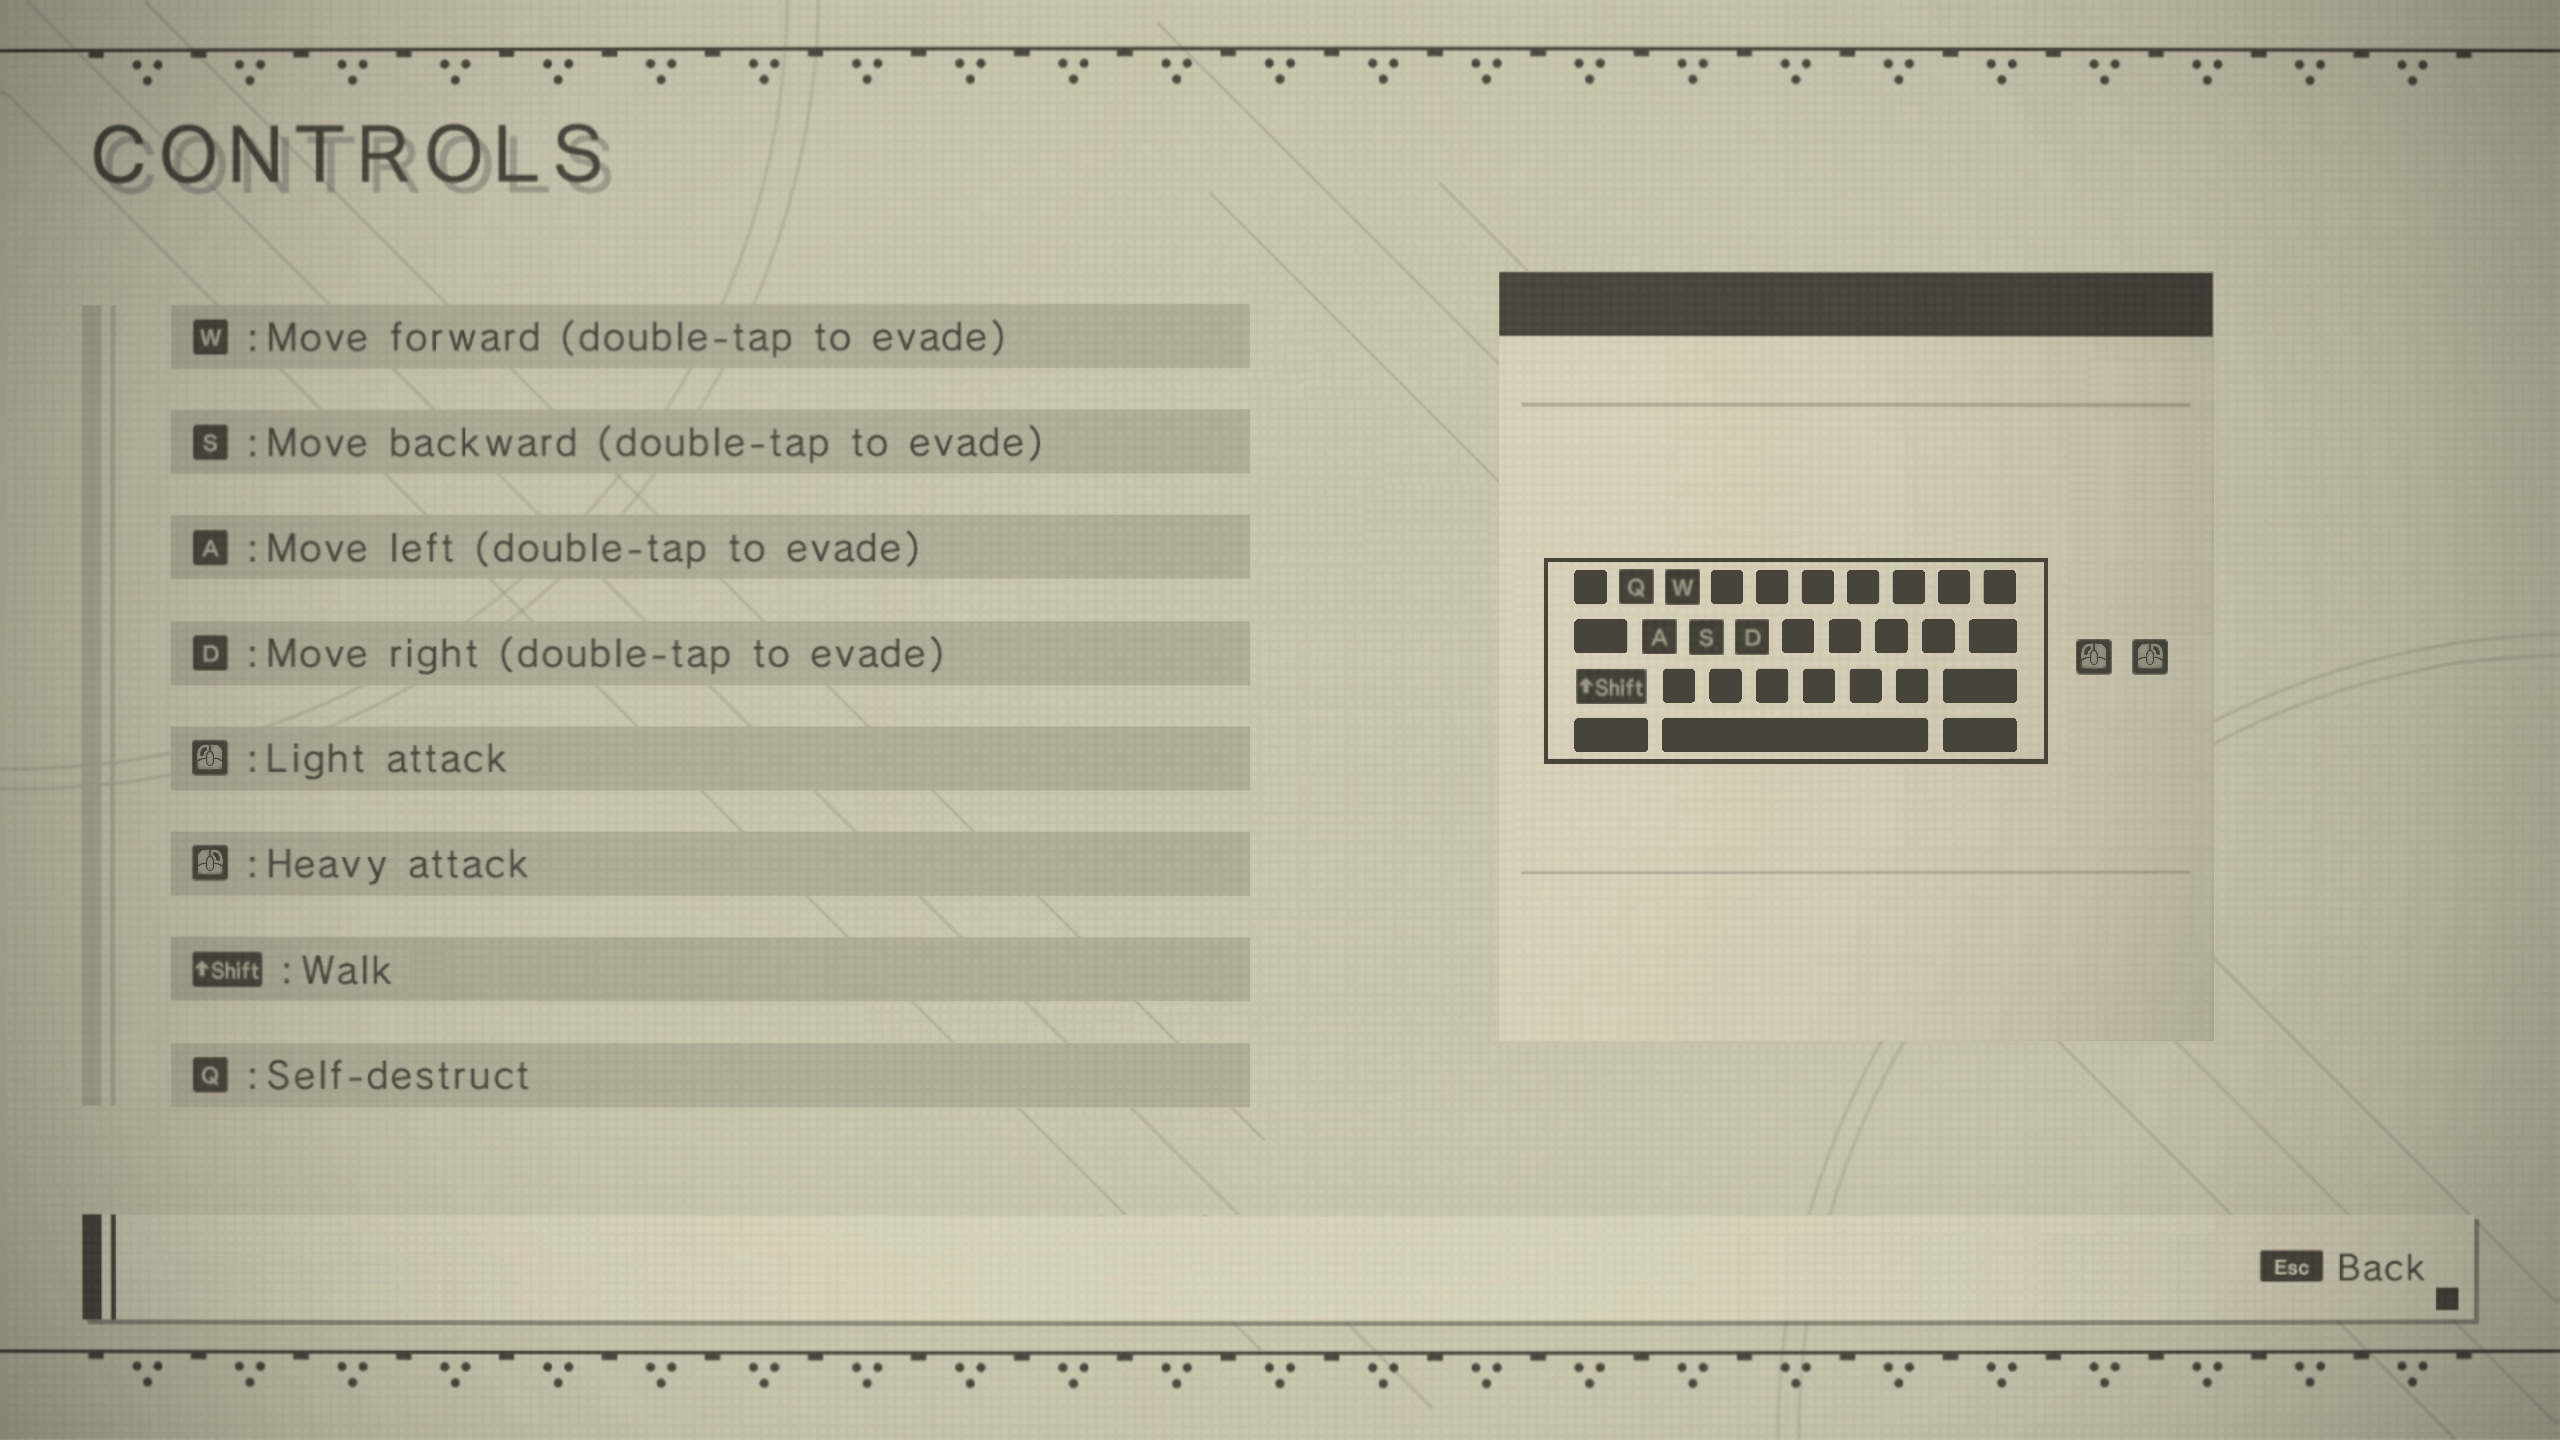 CONTROLS
W :Move forward (double-tap to evade)
S :Move backward (double-tap to evade)
A :Move left (double-tap to evade)
D :Move right (double-tap to evade)
:Light attack
:Heavy attack
Shift :Walk
Q :Self-destruct
Q W
A S D
Shift
Esc Back